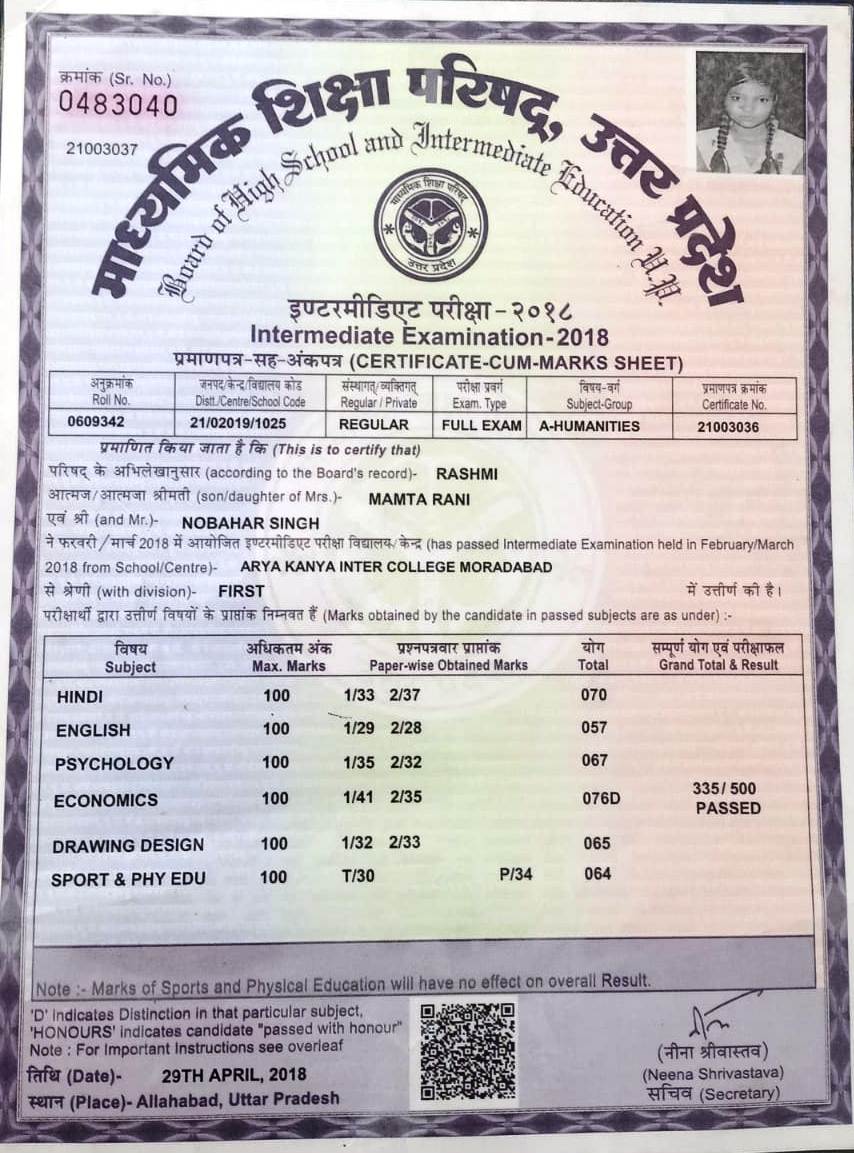 क्रमांक (Sr. No.)
0483040
21003037
माध्यमिक शिक्षा परिषद्, उत्तर प्रदेश
Board of High School and Intermediate Education U.P.
माध्यमिक शिक्षा परिषद
उत्तर प्रदेश
इण्टरमीडिएट परीक्षा-२०१८
Intermediate Examination-2018
प्रमाणपत्र-सह-अंकपत्र (CERTIFICATE-CUM-MARKS SHEET)
अनुक्रमांक जनपद/केन्द्र/विद्यालय कोड संस्थागत/व्यक्तिगत परीक्षा प्रवर्ग विषय-वर्ग प्रमाणपत्र क्रमांक
Roll No. Distt./Centre/School Code Regular / Private Exam. Type Subject-Group Certificate No.
0609342 21/02019/1025 REGULAR FULL EXAM A-HUMANITIES 21003036
प्रमाणित किया जाता है कि (This is to certify that)
परिषद् के अभिलेखानुसार (according to the Board's record)- RASHMI
आत्मज/आत्मजा श्रीमती (son/daughter of Mrs.)- MAMTA RANI
एवं श्री (and Mr.)- NOBAHAR SINGH
ने फरवरी/मार्च 2018 में आयोजित इण्टरमीडिएट परीक्षा विद्यालय/केन्द्र (has passed Intermediate Examination held in February/March
2018 from School/Centre)- ARYA KANYA INTER COLLEGE MORADABAD
से श्रेणी (with division)- FIRST में उत्तीर्ण की है।
परीक्षार्थी द्वारा उत्तीर्ण विषयों के प्राप्तांक निम्नवत हैं (Marks obtained by the candidate in passed subjects are as under) :-
विषय अधिकतम अंक प्रश्नपत्रवार प्राप्तांक योग सम्पूर्ण योग एवं परीक्षाफल
Subject Max. Marks Paper-wise Obtained Marks Total Grand Total & Result
HINDI 100 1/33 2/37 070
ENGLISH 100 1/29 2/28 057
PSYCHOLOGY 100 1/35 2/32 067
ECONOMICS 100 1/41 2/35 076D 335/500
PASSED
DRAWING DESIGN 100 1/32 2/33 065
SPORT & PHY EDU 100 T/30 P/34 064
Note :- Marks of Sports and Physical Education will have no effect on overall Result.
'D' indicates Distinction in that particular subject,
'HONOURS' indicates candidate "passed with honour"
Note : For Important Instructions see overleaf
तिथि (Date)- 29TH APRIL, 2018
स्थान (Place)- Allahabad, Uttar Pradesh
(नीना श्रीवास्तव)
(Neena Shrivastava)
सचिव (Secretary)